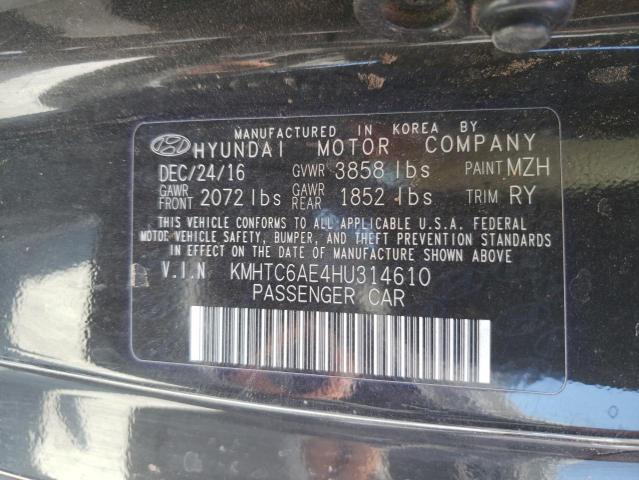 MANUFACTURED IN KOREA BY
HYUNDAI MOTOR COMPANY
DEC/24/16 GVWR 3858 lbs PAINT MZH
GAWR FRONT 2072 lbs GAWR REAR 1852 lbs TRIM RY
THIS VEHICLE CONFORMS TO ALL APPLICABLE U.S.A. FEDERAL
MOTOR VEHICLE SAFETY, BUMPER, AND THEFT PREVENTION
STANDARDS IN EFFECT ON THE DATE OF MANUFACTURE SHOWN ABOVE
V.I.N KMHTC6AE4HU314610
PASSENGER CAR